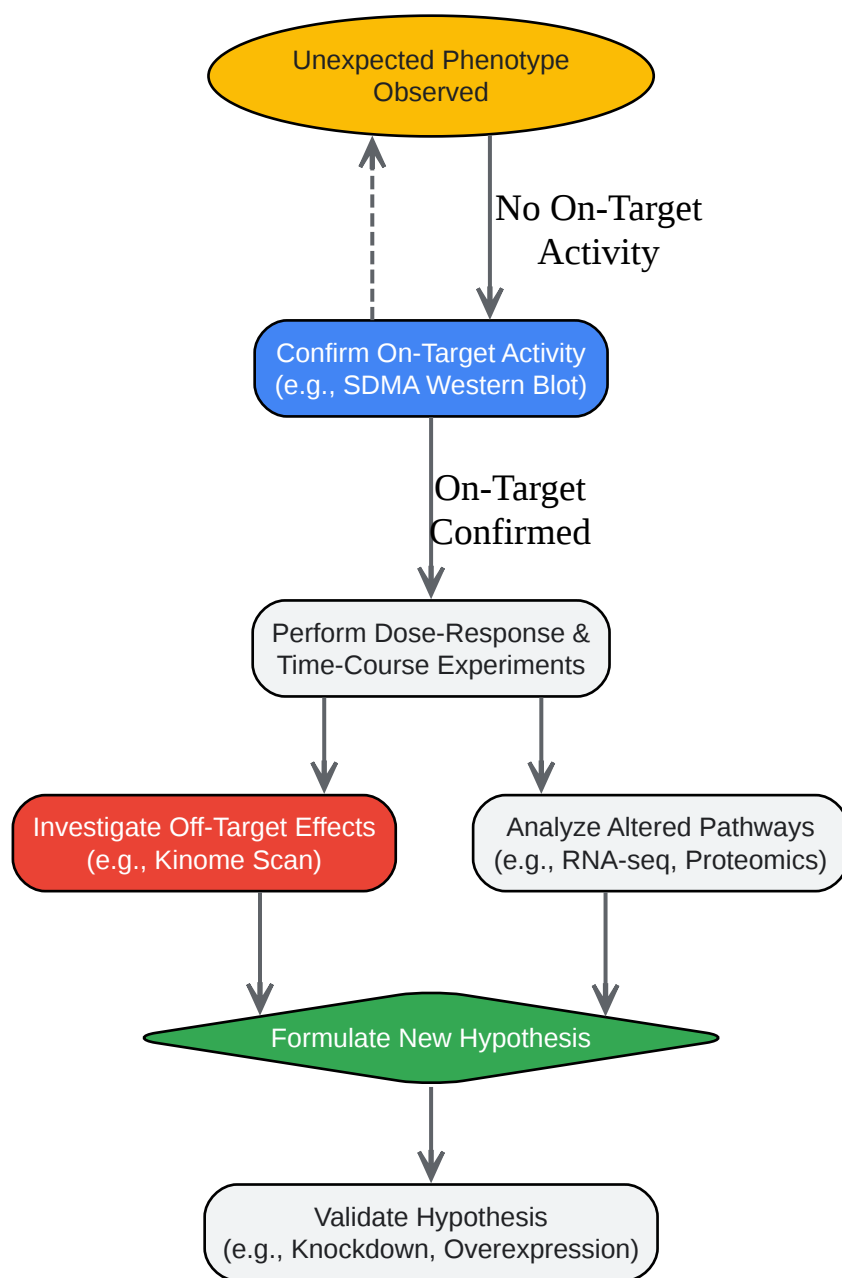 Unexpected Phenotype
Observed
No On-Target
Activity
Confirm On-Target Activity
(e.g., SDMA Western Blot)
On-Target
Confirmed
Perform Dose-Response &
Time-Course Experiments
Investigate Off-Target Effects
(e.g., Kinome Scan)
Analyze Altered Pathways
(e.g., RNA-seq, Proteomics)
Formulate New Hypothesis
Validate Hypothesis
(e.g., Knockdown, Overexpression)